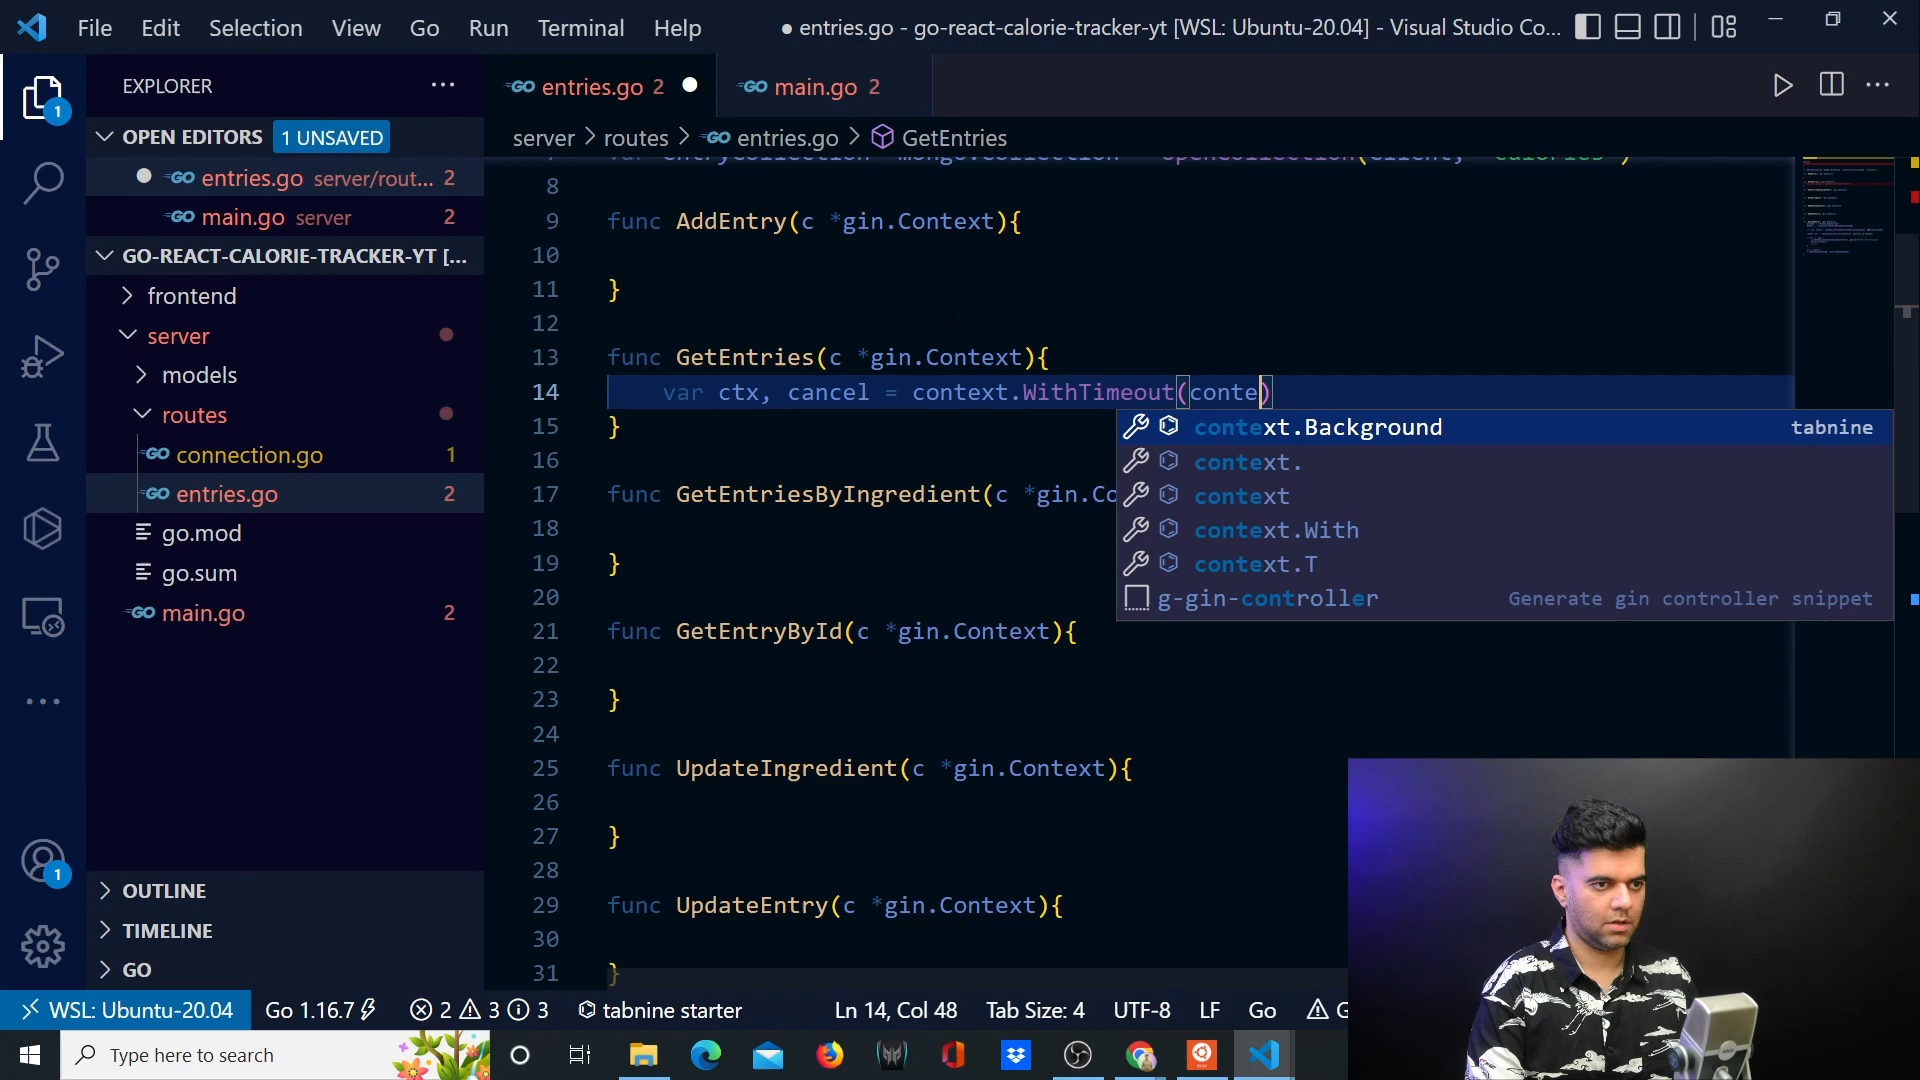 File Edit Selection View Go Run Terminal Help
● entries.go - go-react-calorie-tracker-yt [WSL: Ubuntu-20.04] - Visual Studio Co...
EXPLORER ...
OPEN EDITORS 1 UNSAVED
entries.go server/rout... 2
main.go server 2
GO-REACT-CALORIE-TRACKER-YT [...
frontend
server
models
routes
connection.go 1
entries.go 2
go.mod
go.sum
main.go 2
OUTLINE
TIMELINE
GO
1
1
entries.go 2
main.go 2
server > routes > entries.go > GetEntries
8
9 func AddEntry(c *gin.Context){
10
11 }
12
13 func GetEntries(c *gin.Context){
14 var ctx, cancel = context.WithTimeout(conte)
15 }
16
17 func GetEntriesByIngredient(c *gin.Co
18
19 }
20
21 func GetEntryById(c *gin.Context){
22
23 }
24
25 func UpdateIngredient(c *gin.Context){
26
27 }
28
29 func UpdateEntry(c *gin.Context){
30
31 }
context.Background tabnine
context.
context
context.With
context.T
g-gin-controller Generate gin controller snippet
WSL: Ubuntu-20.04 Go 1.16.7 2 3 3 tabnine starter Ln 14, Col 48 Tab Size: 4 UTF-8 LF Go G
Type here to search